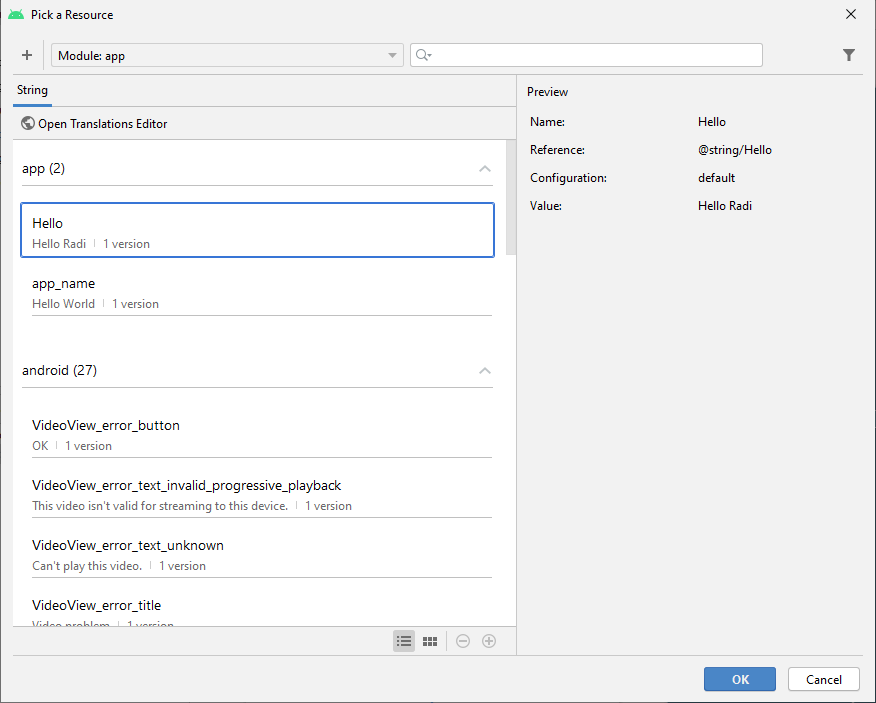 Pick a Resource
Module: app
String
Open Translations Editor
app (2)
Hello
Hello Radi | 1 version
app_name
Hello World | 1 version
android (27)
VideoView_error_button
OK | 1 version
VideoView_error_text_invalid_progressive_playback
This video isn't valid for streaming to this device. | 1 version
VideoView_error_text_unknown
Can't play this video. | 1 version
VideoView_error_title
Video problem | 1 version
Preview
Name: Hello
Reference: @string/Hello
Configuration: default
Value: Hello Radi
OK Cancel